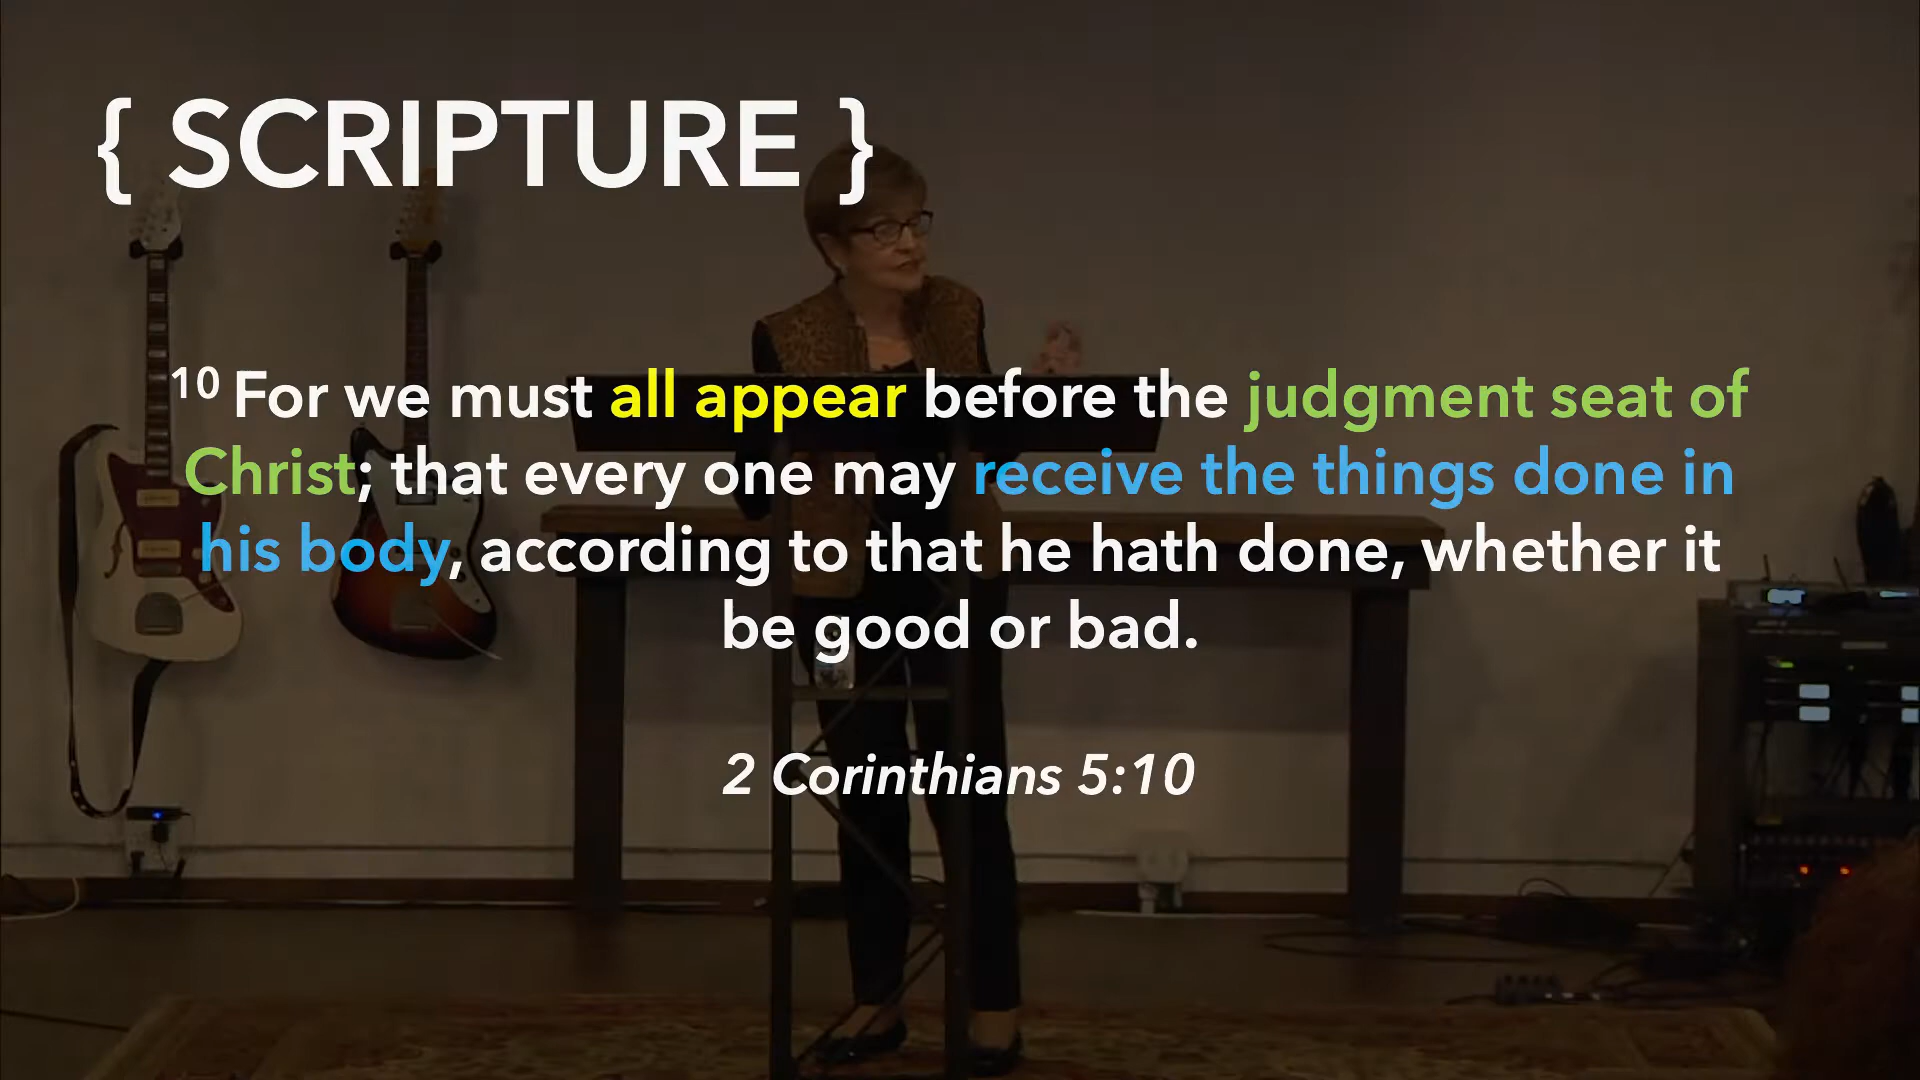 { SCRIPTURE }
10 For we must all appear before the judgment seat of
Christ; that every one may receive the things done in
his body, according to that he hath done, whether it
be good or bad.
2 Corinthians 5:10